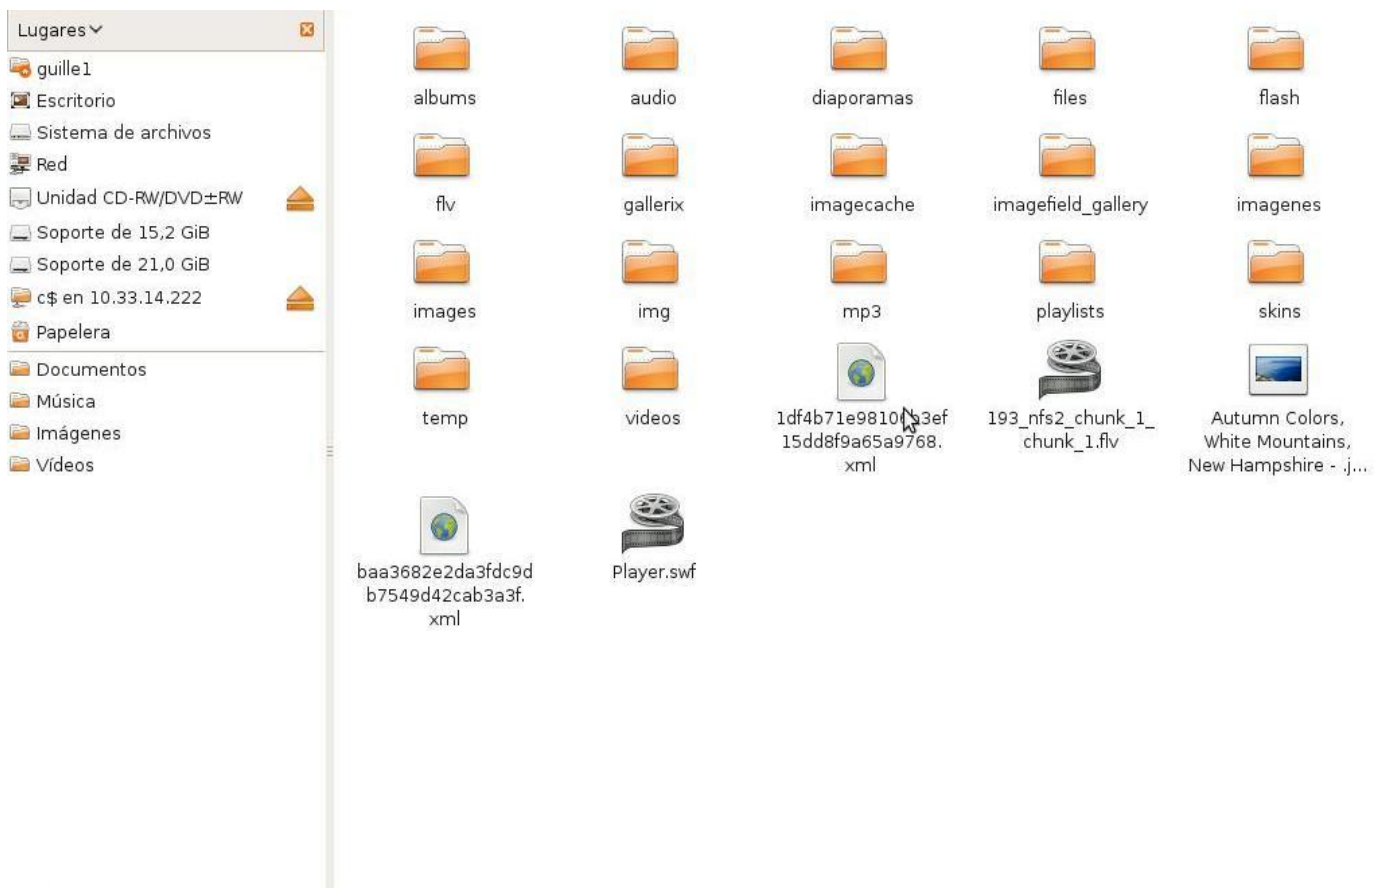 Lugares
guille1
Escritorio
Sistema de archivos
Red
Unidad CD-RW/DVD±RW
Soporte de 15,2 GiB
Soporte de 21,0 GiB
c$ en 10.33.14.222
Papelera
Documentos
Música
Imágenes
Vídeos
albums
audio
diaporamas
files
flash
flv
gallerix
imagecache
imagefield_gallery
imagenes
images
img
mp3
playlists
skins
temp
videos
15dd8f9a65a9768.
xml
193_nfs2_chunk_1_
chunk_1.flv
Autumn Colors,
White Mountains,
New Hampshire - .j...
baa3682e2da3fdc9d
b7549d42cab3a3f.
xml
Player.swf